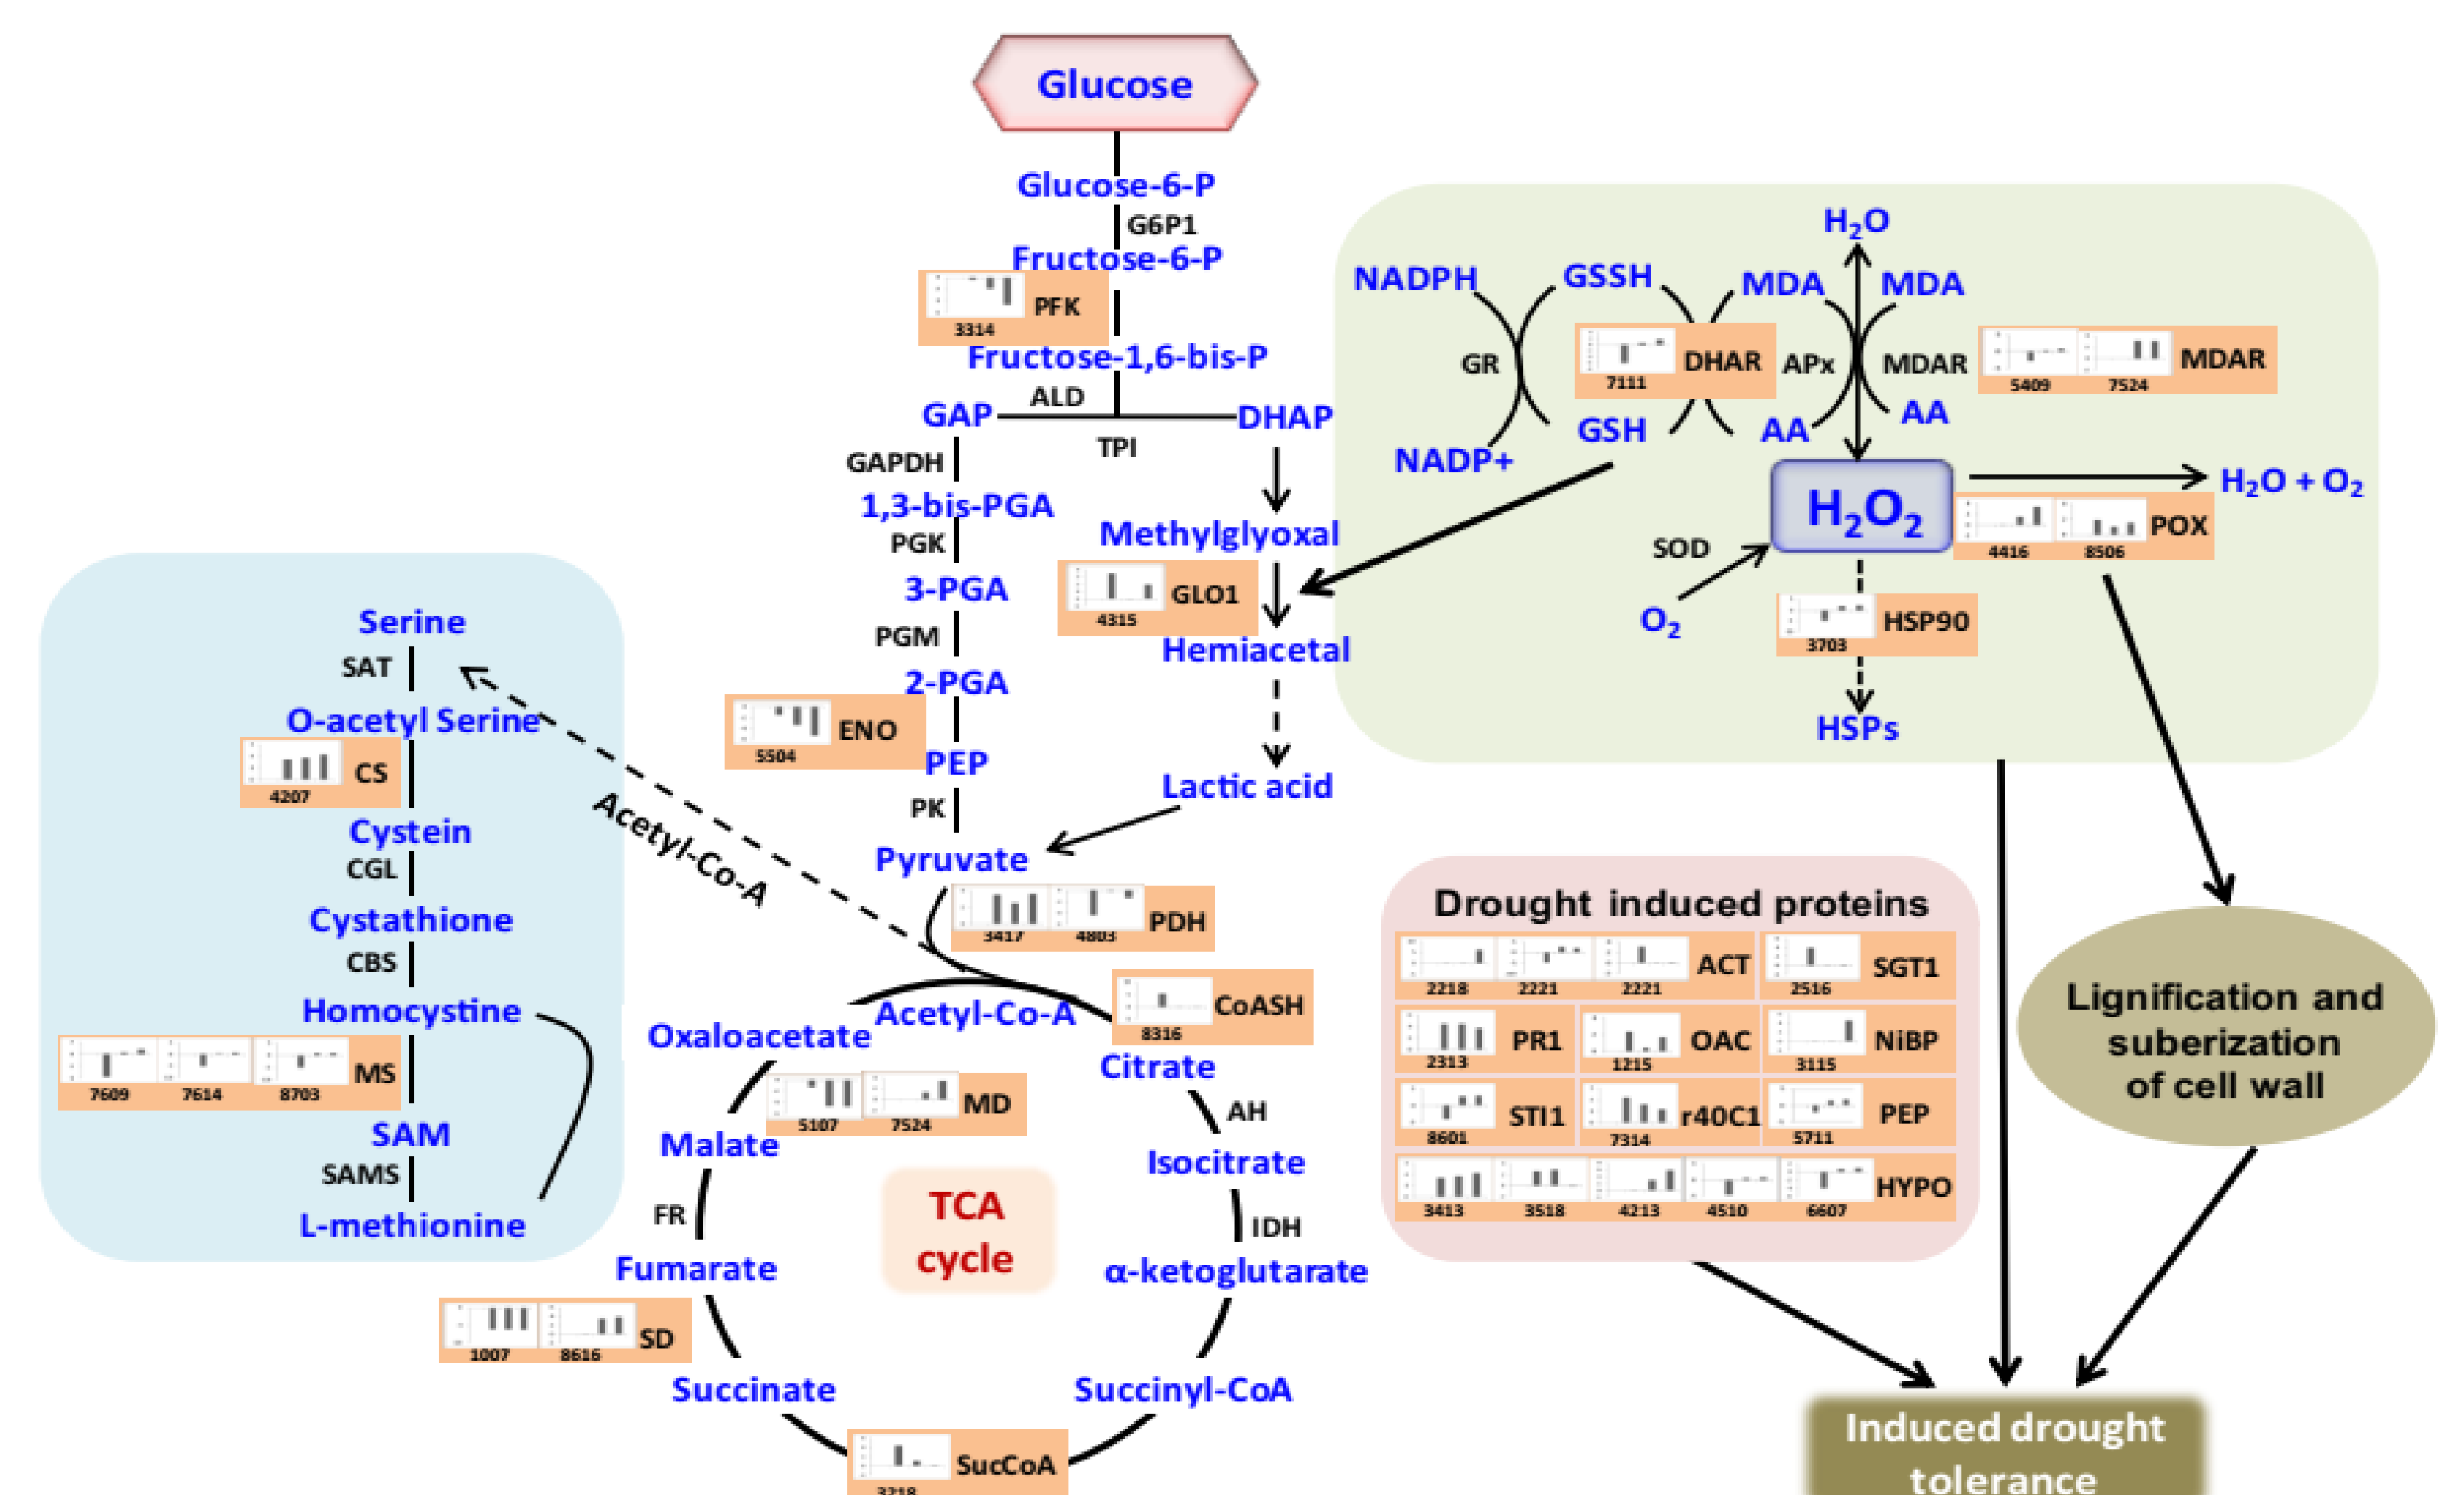 Glucose
Glucose-6-P
G6P1
Fructose-6-P
PFK
3314
Fructose-1,6-bis-P
ALD
GAP
DHAP
TPI
GAPDH
1,3-bis-PGA
PGK
3-PGA
PGM
2-PGA
ENO
5504
PEP
PK
Pyruvate
Methylglyoxal
GLO1
4315
Hemiacetal
Lactic acid
PDH
3417
4803
Acetyl-Co-A
Serine
SAT
O-acetyl Serine
CS
4207
Cystein
CGL
Cystathione
CBS
Homocystine
MS
7609
7614
8703
SAM
SAMS
L-methionine
Acetyl-Co-A
CoASH
8316
Oxaloacetate
Citrate
AH
Isocitrate
IDH
α-ketoglutarate
Succinyl-CoA
SucCoA
3218
Succinate
SD
1007
8616
Fumarate
FR
Malate
MD
5107
7524
TCA
cycle
H2O
NADPH
GSSH
MDA
MDA
GR
DHAR
7111
APx
MDAR
5409
7524
MDAR
NADP+
GSH
AA
AA
H2O2
H2O + O2
POX
4416
8506
SOD
O2
HSP90
3703
HSPs
Drought induced proteins
ACT
2218
2221
2221
SGT1
2516
PR1
2313
OAC
1215
NiBP
3115
STI1
8601
r40C1
7314
PEP
5711
HYPO
3413
3518
4213
4510
6607
Lignification and
suberization
of cell wall
Induced drought
tolerance